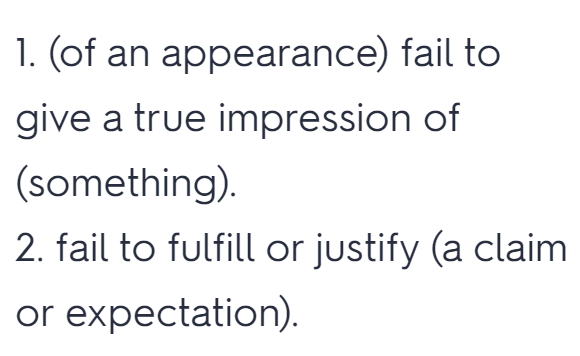 1. (of an appearance) fail to
give a true impression of
(something).
2. fail to fulfill or justify (a claim
or expectation).